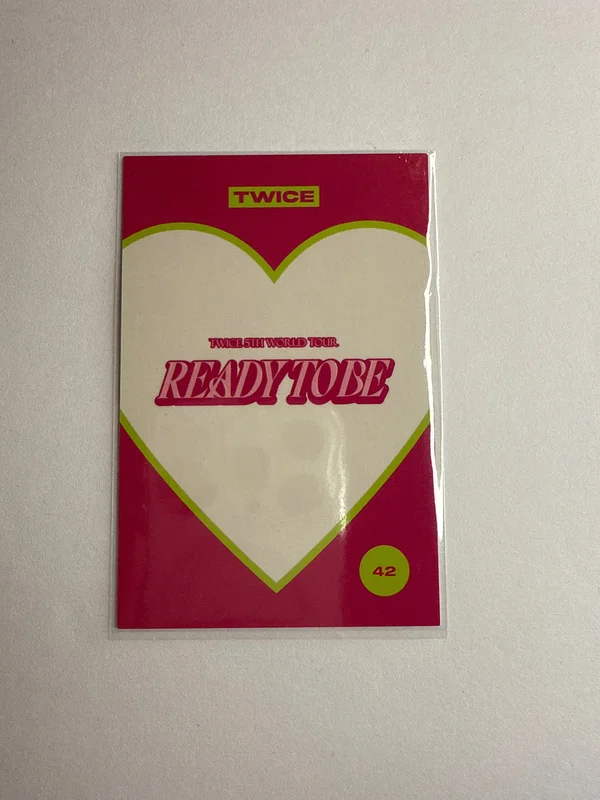 TWICE
TWICE 5TH WORLD TOUR
READY TO BE
42